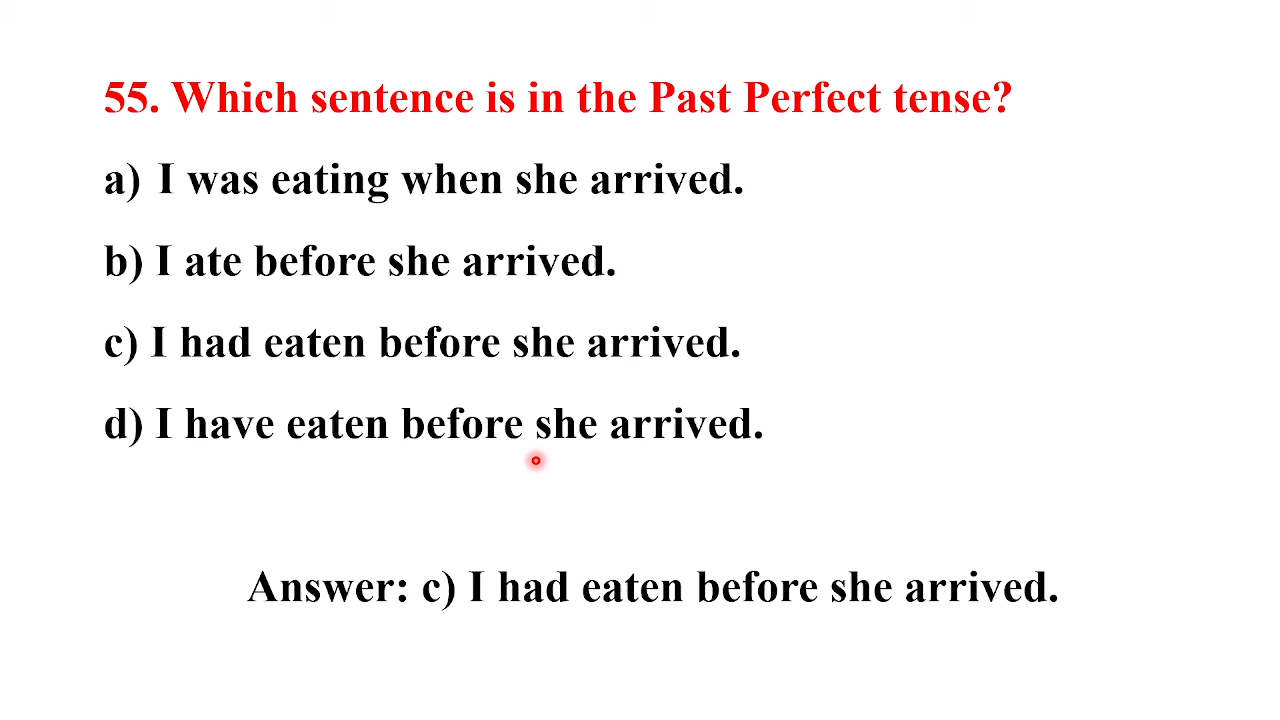 55. Which sentence is in the Past Perfect tense?
a) I was eating when she arrived.
b) I ate before she arrived.
c) I had eaten before she arrived.
d) I have eaten before she arrived.
Answer: c) I had eaten before she arrived.